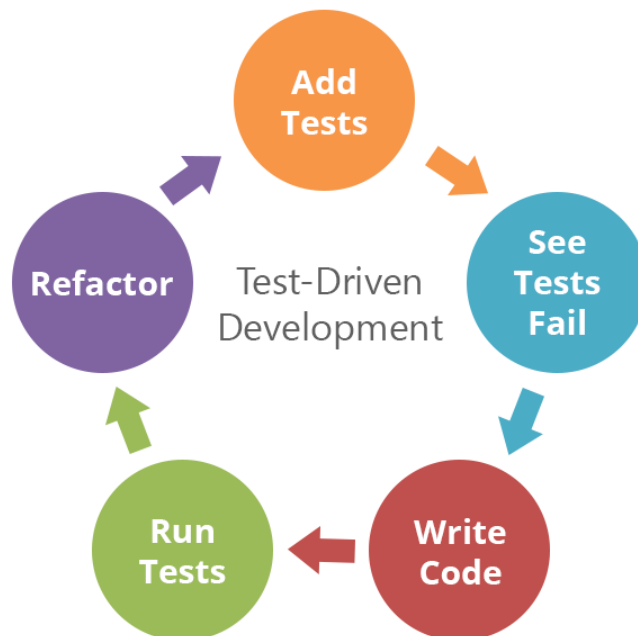 Add
Tests
See
Tests
Fail
Write
Code
Run
Tests
Refactor
Test-Driven
Development